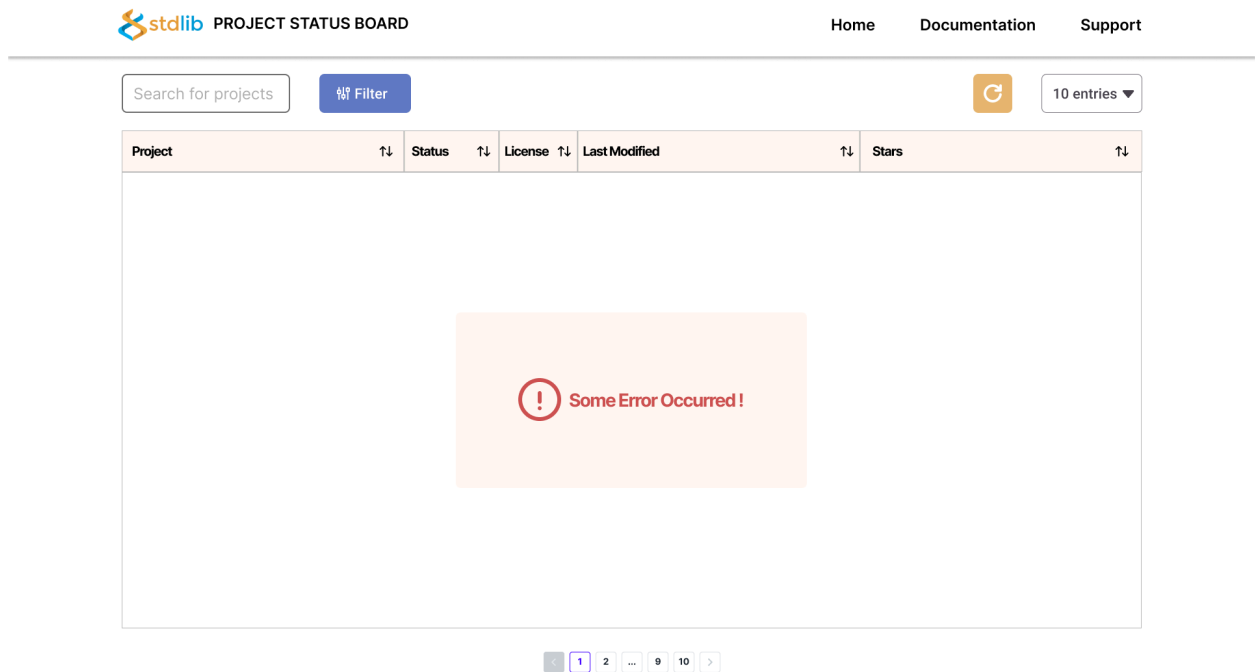 stdlib PROJECT STATUS BOARD Home Documentation Support
Search for projects Filter 10 entries
Project Status License Last Modified Stars
Some Error Occurred !
< 1 2 ... 9 10 >